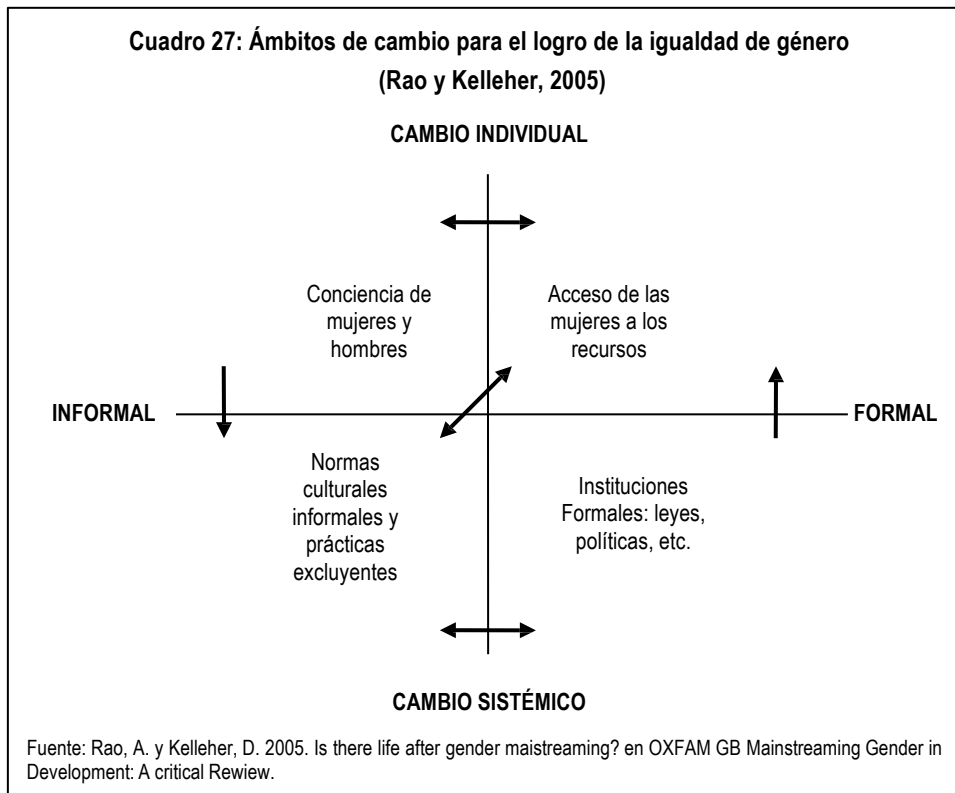 Cuadro 27: Ámbitos de cambio para el logro de la igualdad de género
(Rao y Kelleher, 2005)
CAMBIO INDIVIDUAL
Conciencia de
mujeres y
hombres
Acceso de las
mujeres a los
recursos
INFORMAL
FORMAL
Normas
culturales
informales y
prácticas
excluyentes
Instituciones
Formales: leyes,
políticas, etc.
CAMBIO SISTÉMICO
Fuente: Rao, A. y Kelleher, D. 2005. Is there life after gender maistreaming? en OXFAM GB Mainstreaming Gender in
Development: A critical Rewiew.